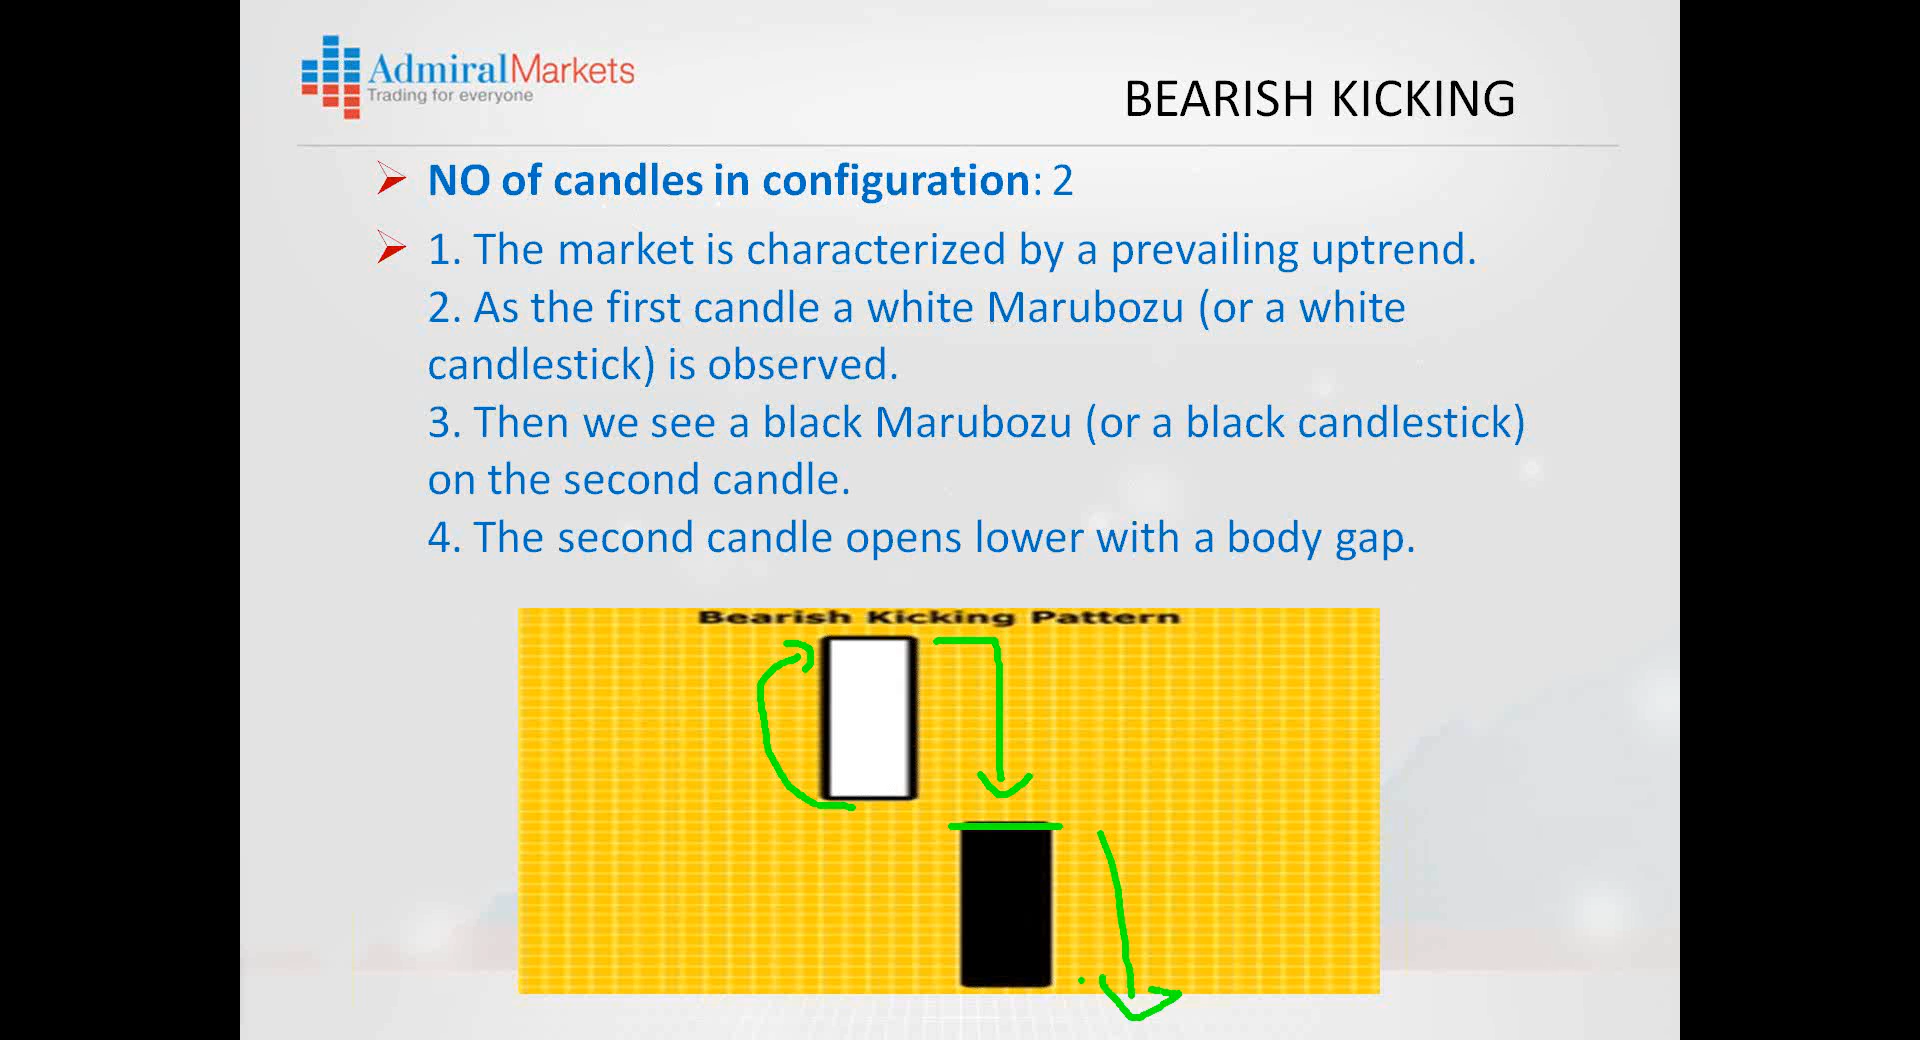 AdmiralMarkets
Trading for everyone
BEARISH KICKING
NO of candles in configuration: 2
1. The market is characterized by a prevailing uptrend.
2. As the first candle a white Marubozu (or a white
candlestick) is observed.
3. Then we see a black Marubozu (or a black candlestick)
on the second candle.
4. The second candle opens lower with a body gap.
Bearish Kicking Pattern